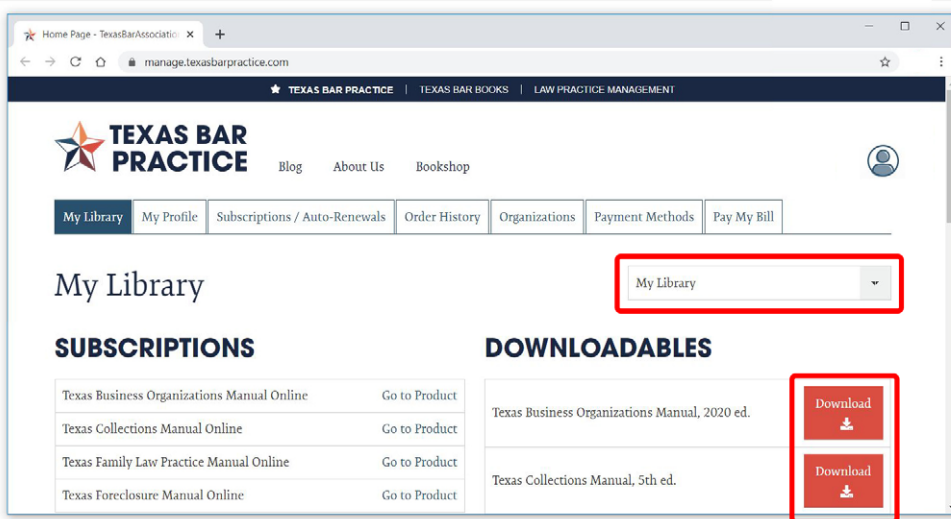 Home Page - TexasBarAssociatio
manage.texasbarpractice.com
TEXAS BAR PRACTICE | TEXAS BAR BOOKS | LAW PRACTICE MANAGEMENT
TEXAS BAR
PRACTICE
Blog About Us Bookshop
My Library My Profile Subscriptions / Auto-Renewals Order History Organizations Payment Methods Pay My Bill
My Library
My Library
SUBSCRIPTIONS
Texas Business Organizations Manual Online Go to Product
Texas Collections Manual Online Go to Product
Texas Family Law Practice Manual Online Go to Product
Texas Foreclosure Manual Online Go to Product
DOWNLOADABLES
Texas Business Organizations Manual, 2020 ed. Download
Texas Collections Manual, 5th ed. Download